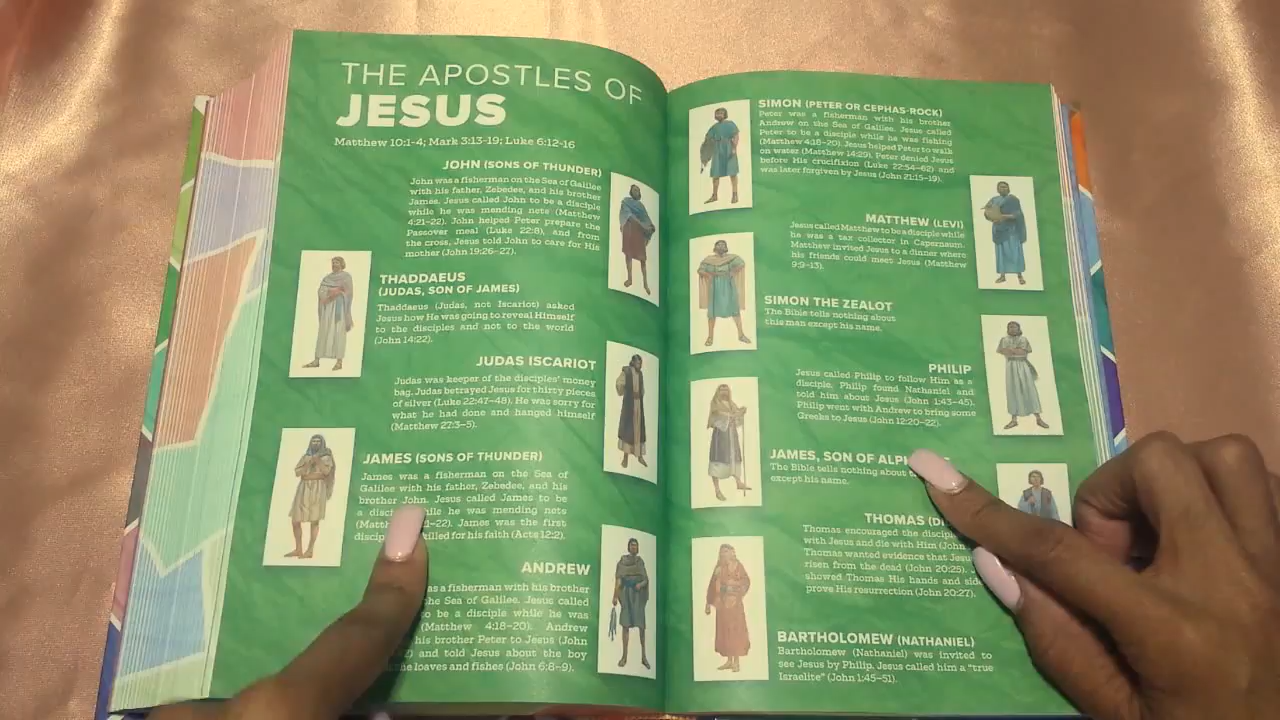 THE APOSTLES OF
JESUS
Matthew 10:1-4; Mark 3:13-19; Luke 6:12-16
JOHN (SONS OF THUNDER)
John was a fisherman on the Sea of Galilee
with his father, Zebedee, and his brother
James. Jesus called John to be a disciple
while he was mending nets (Matthew
4:21–22). John helped Peter prepare the
Passover meal (Luke 22:8), and from
the cross, Jesus told John to care for His
mother (John 19:26–27).
THADDAEUS
(JUDAS, SON OF JAMES)
Thaddaeus (Judas, not Iscariot) asked
Jesus how He was going to reveal Himself
to the disciples and not to the world
(John 14:22).
JUDAS ISCARIOT
Judas was keeper of the disciples' money
bag. Judas betrayed Jesus for thirty pieces
of silver (Luke 22:47–48). He was sorry for
what he had done and hanged himself
(Matthew 27:3–5).
JAMES (SONS OF THUNDER)
James was a fisherman on the Sea of
Galilee with his father, Zebedee, and his
brother John. Jesus called James to be
a while he was mending nets
–22). James was the first
killed for his faith (Acts 12:2).
ANDREW
as a fisherman with his brother
the Sea of Galilee. Jesus called
to be a disciple while he was
(Matthew 4:18–20). Andrew
his brother Peter to Jesus (John
and told Jesus about the boy
loaves and fishes (John 6:8–9).
SIMON (PETER OR CEPHAS-ROCK)
Peter was a fisherman with his brother
Andrew on the Sea of Galilee. Jesus called
Peter to be a disciple while he was fishing
(Matthew 4:18–20). Jesus helped Peter to walk
on water (Matthew 14:29). Peter denied Jesus
before His crucifixion (Luke 22:54–62) and
was later forgiven by Jesus (John 21:15–19).
MATTHEW (LEVI)
Jesus called Matthew to be a disciple while
he was a tax collector in Capernaum.
Matthew invited Jesus to a dinner where
his friends could meet Jesus (Matthew
9:9–13).
SIMON THE ZEALOT
The Bible tells nothing about
this man except his name.
PHILIP
Jesus called Philip to follow Him as a
disciple. Philip found Nathaniel and
told him about Jesus (John 1:43–45).
Philip went with Andrew to bring some
Greeks to Jesus (John 12:20–22).
JAMES, SON OF ALPH
The Bible tells nothing about
except his name.
THOMAS
Thomas encouraged the
with Jesus and die with Him (John
Thomas wanted evidence that
risen from the dead (John 20:25).
showed Thomas His hands and
prove His resurrection (John 20:27).
BARTHOLOMEW (NATHANIEL)
Bartholomew (Nathaniel) was invited to
see Jesus by Philip. Jesus called him a "true
Israelite" (John 1:45–51).